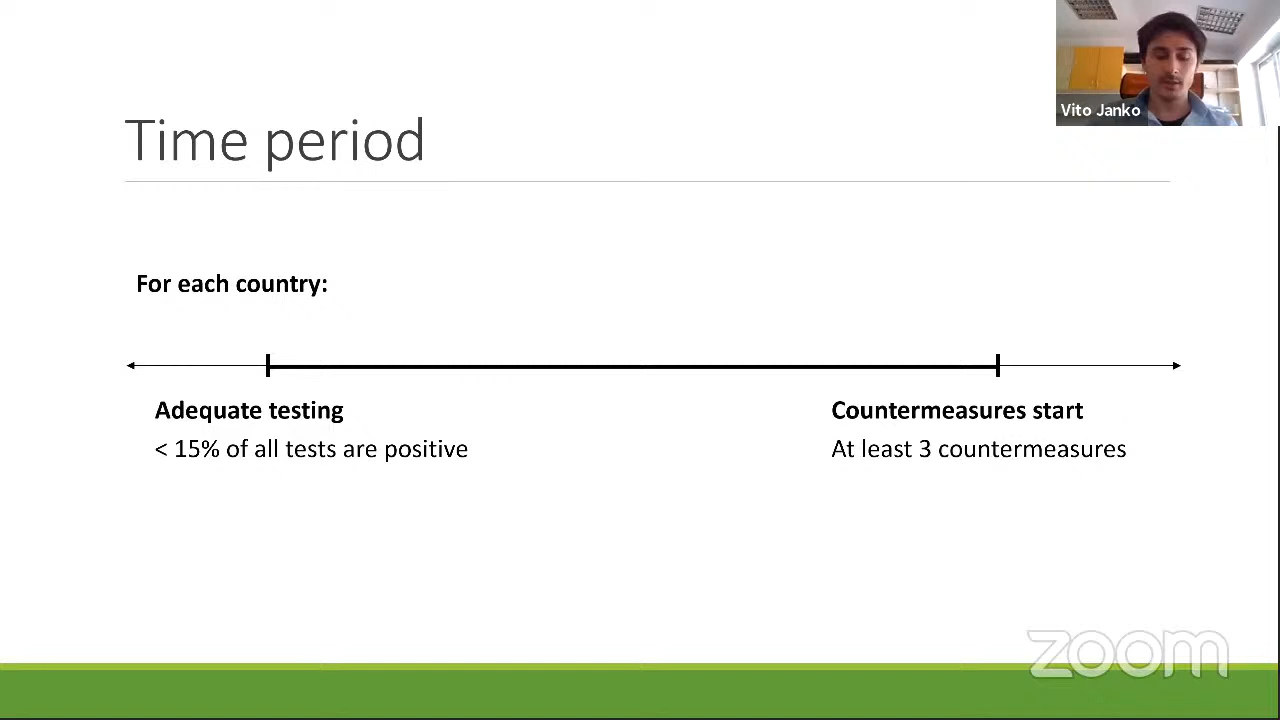 Vito Janko
Time period
For each country:
Adequate testing
< 15% of all tests are positive
Countermeasures start
At least 3 countermeasures
zoom